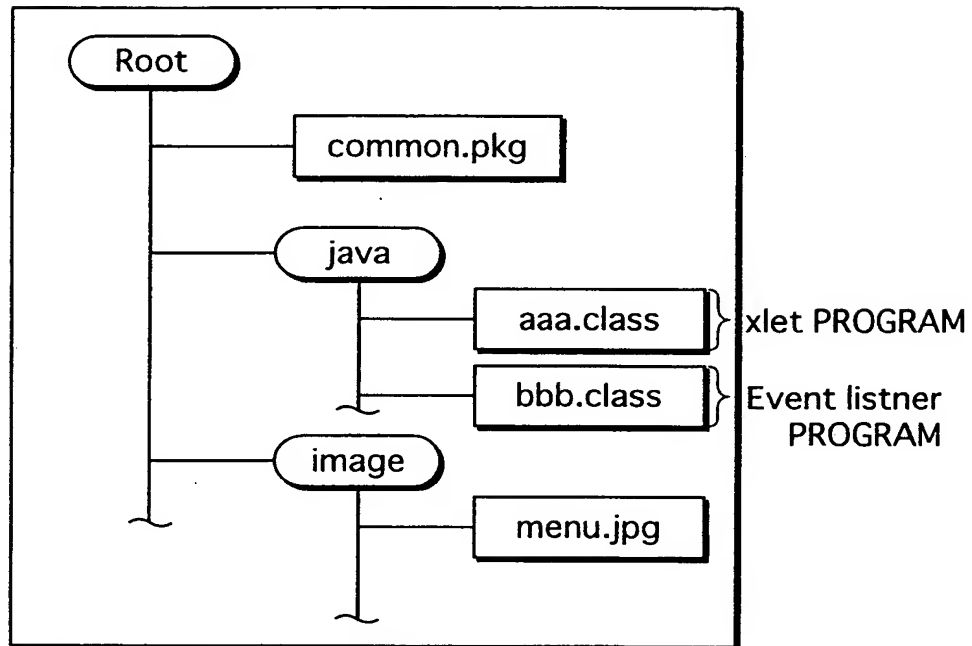 Root
common.pkg
java
aaa.class
xlet PROGRAM
bbb.class
Event listner
PROGRAM
image
menu.jpg